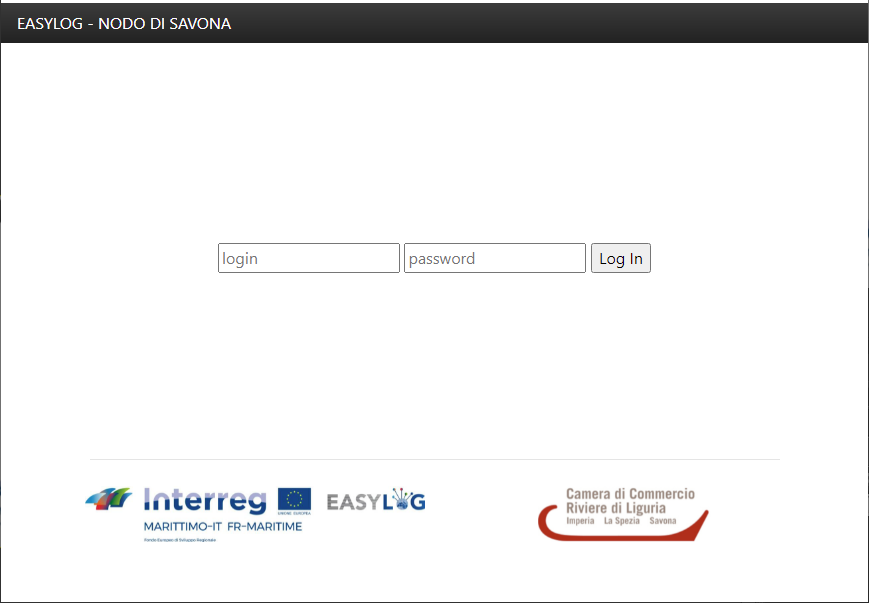 EASYLOG - NODO DI SAVONA
login password Log In
Interreg UNIONE EUROPEA EASYLOG
MARITTIMO-IT FR-MARITIME
Fondo Europeo di Sviluppo Regionale
Camera di Commercio
Riviere di Liguria
Imperia La Spezia Savona